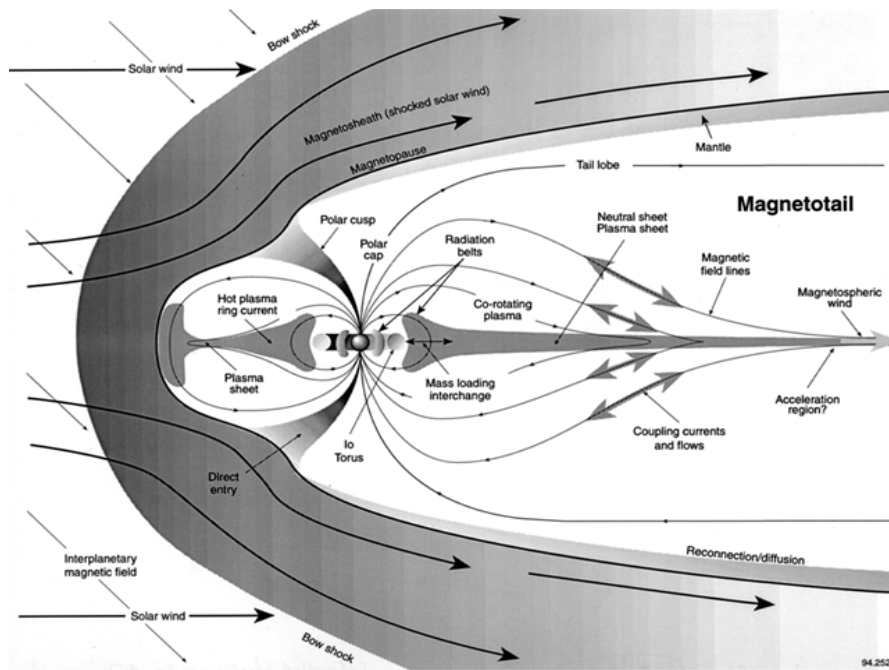 Bow shock
Solar wind
Magnetosheath (shocked solar wind)
Magnetopause
Mantle
Tail lobe
Magnetotail
Polar cusp
Polar
cap
Radiation
belts
Neutral sheet
Plasma sheet
Magnetic
field lines
Hot plasma
ring current
Co-rotating
plasma
Magnetospheric
wind
Plasma
sheet
Mass loading
interchange
Acceleration
region?
Io
Torus
Coupling currents
and flows
Direct
entry
Reconnection/diffusion
Interplanetary
magnetic field
Solar wind
Bow shock